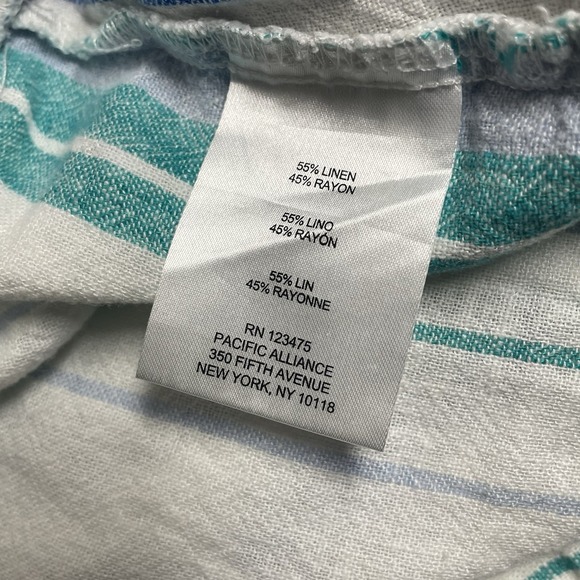 55% LINEN
45% RAYON
55% LINO
45% RAYÓN
55% LIN
45% RAYONNE
RN 123475
PACIFIC ALLIANCE
350 FIFTH AVENUE
NEW YORK, NY 10118